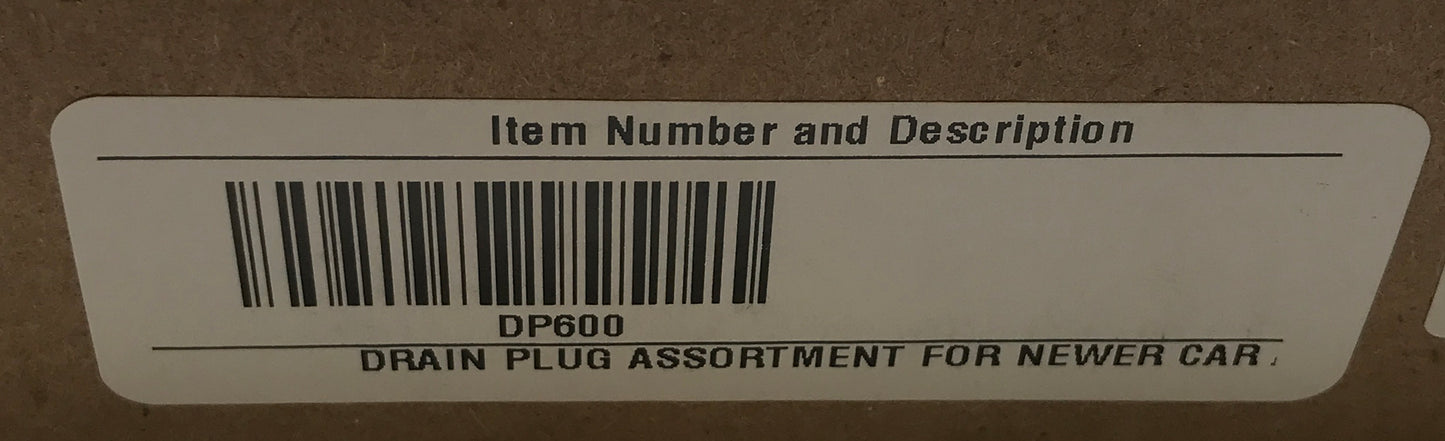 Item Number and Description
DP600
DRAIN PLUG ASSORTMENT FOR NEWER CAR